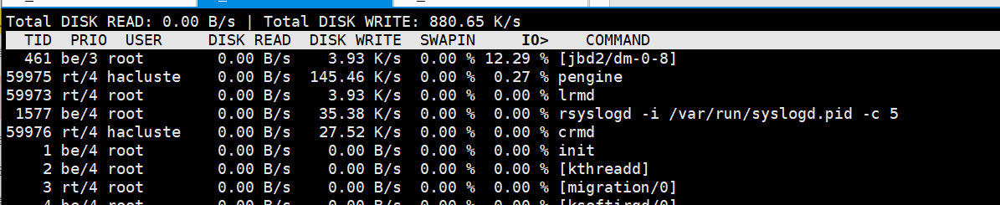 Total DISK READ: 0.00 B/s | Total DISK WRITE: 880.65 K/s
TID PRIO USER DISK READ DISK WRITE SWAPIN IO> COMMAND
461 be/3 root 0.00 B/s 3.93 K/s 0.00 % 12.29 % [jbd2/dm-0-8]
59975 rt/4 hacluste 0.00 B/s 145.46 K/s 0.00 % 0.27 % pengine
59973 rt/4 root 0.00 B/s 3.93 K/s 0.00 % 0.00 % lrmd
1577 be/4 root 0.00 B/s 35.38 K/s 0.00 % 0.00 % rsyslogd -i /var/run/syslogd.pid -c 5
59976 rt/4 hacluste 0.00 B/s 27.52 K/s 0.00 % 0.00 % crmd
1 be/4 root 0.00 B/s 0.00 B/s 0.00 % 0.00 % init
2 be/4 root 0.00 B/s 0.00 B/s 0.00 % 0.00 % [kthreadd]
3 rt/4 root 0.00 B/s 0.00 B/s 0.00 % 0.00 % [migration/0]
4 be/4 root 0.00 B/s 0.00 B/s 0.00 % 0.00 % [ksoftirqd/0]